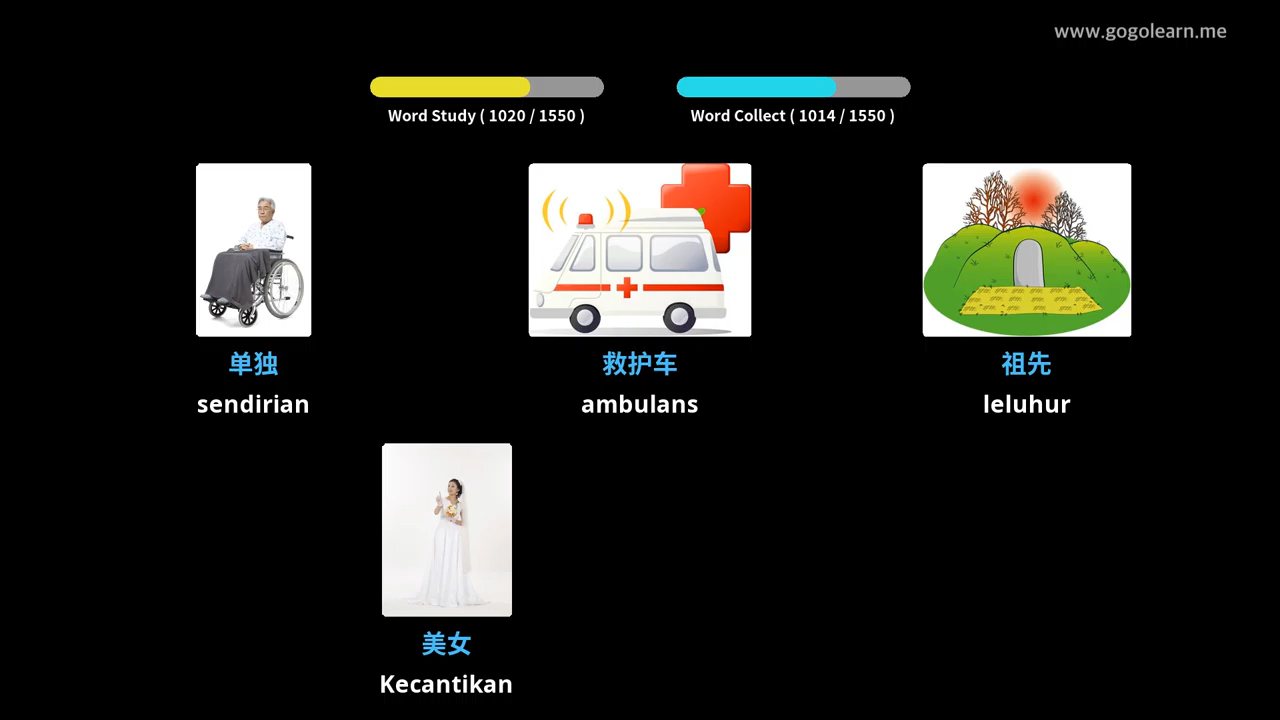 www.gogolearn.me
Word Study ( 1020 / 1550 )
Word Collect ( 1014 / 1550 )
单独
救护车
祖先
sendirian
ambulans
leluhur
美女
Kecantikan